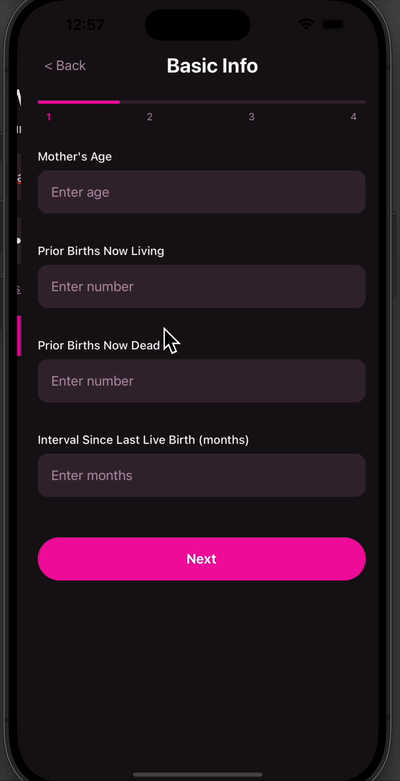 12:57
< Back
Basic Info
1 2 3 4
Mother's Age
Enter age
Prior Births Now Living
Enter number
Prior Births Now Dead
Enter number
Interval Since Last Live Birth (months)
Enter months
Next